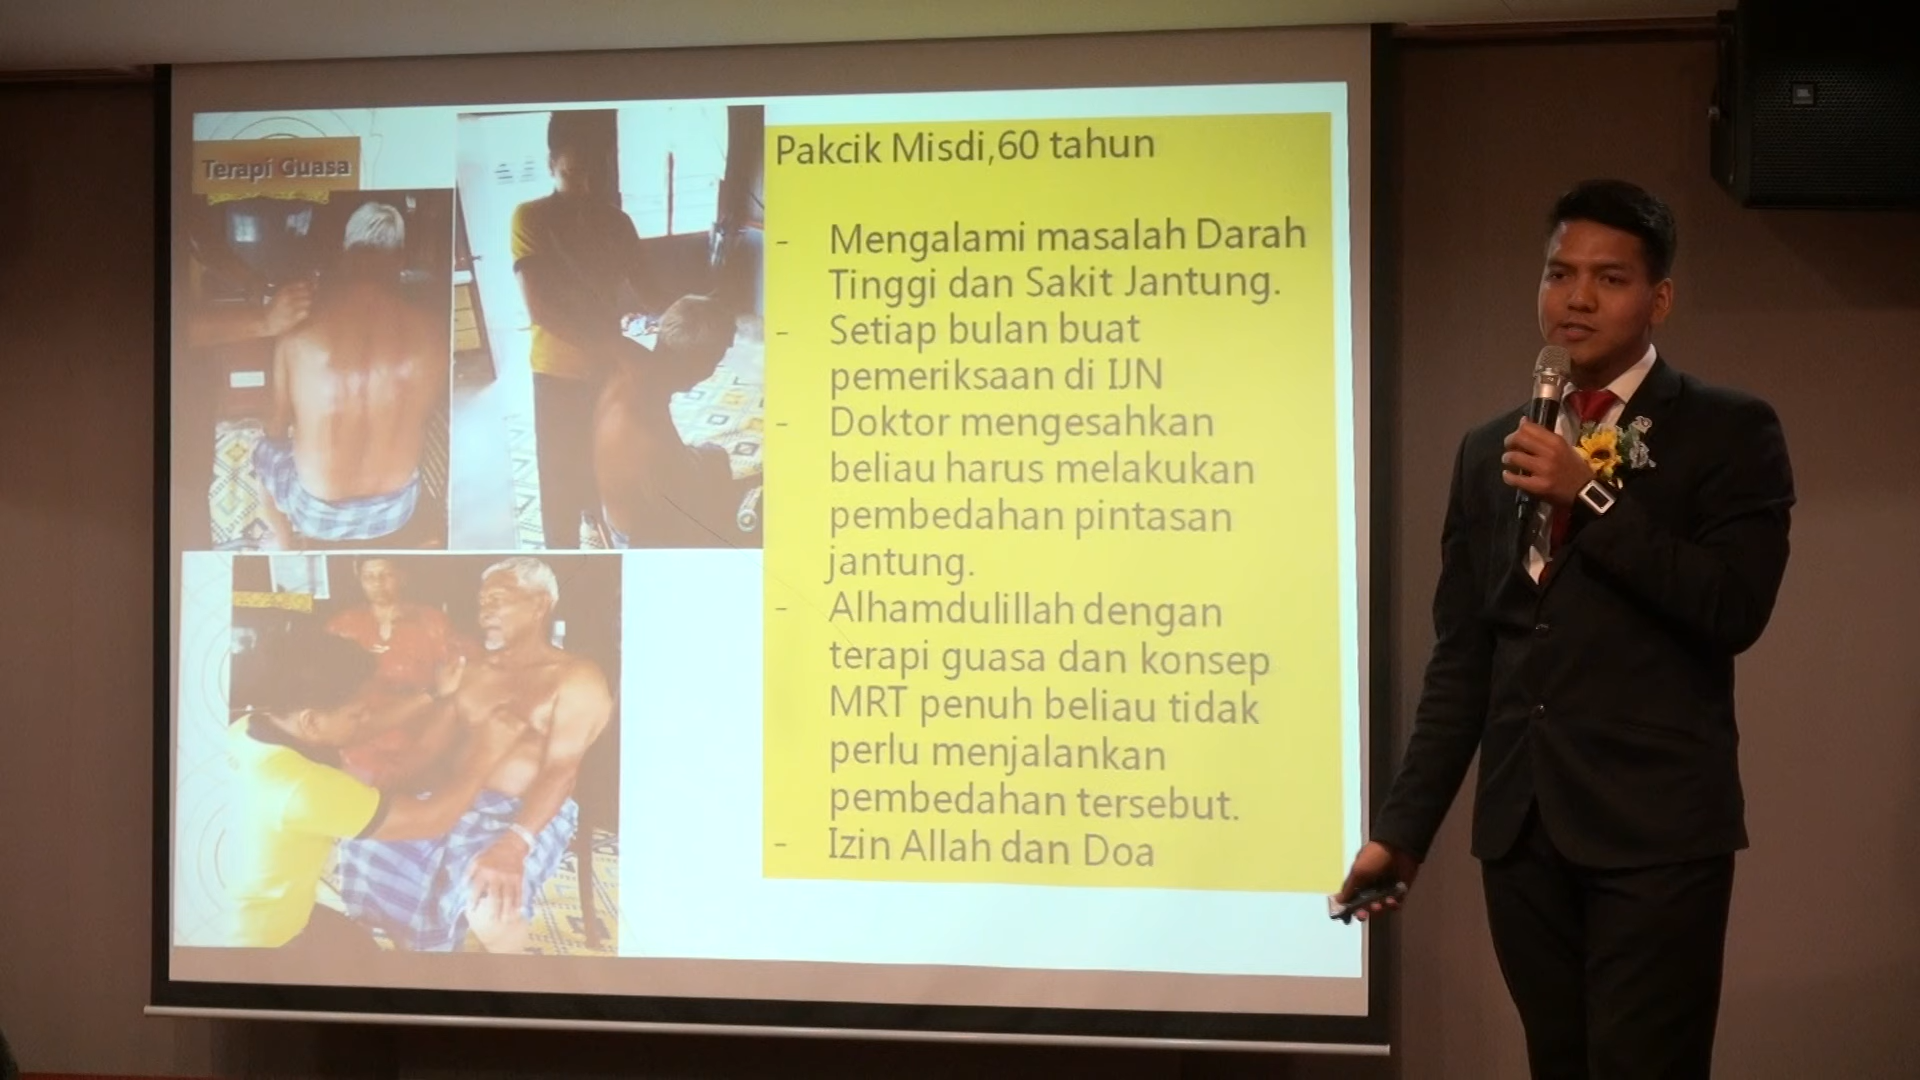 Terapi Guasa
Pakcik Misdi,60 tahun
- Mengalami masalah Darah
Tinggi dan Sakit Jantung.
- Setiap bulan buat
pemeriksaan di IJN
- Doktor mengesahkan
beliau harus melakukan
pembedahan pintasan
jantung.
- Alhamdulillah dengan
terapi guasa dan konsep
MRT penuh beliau tidak
perlu menjalankan
pembedahan tersebut.
- Izin Allah dan Doa
JBL